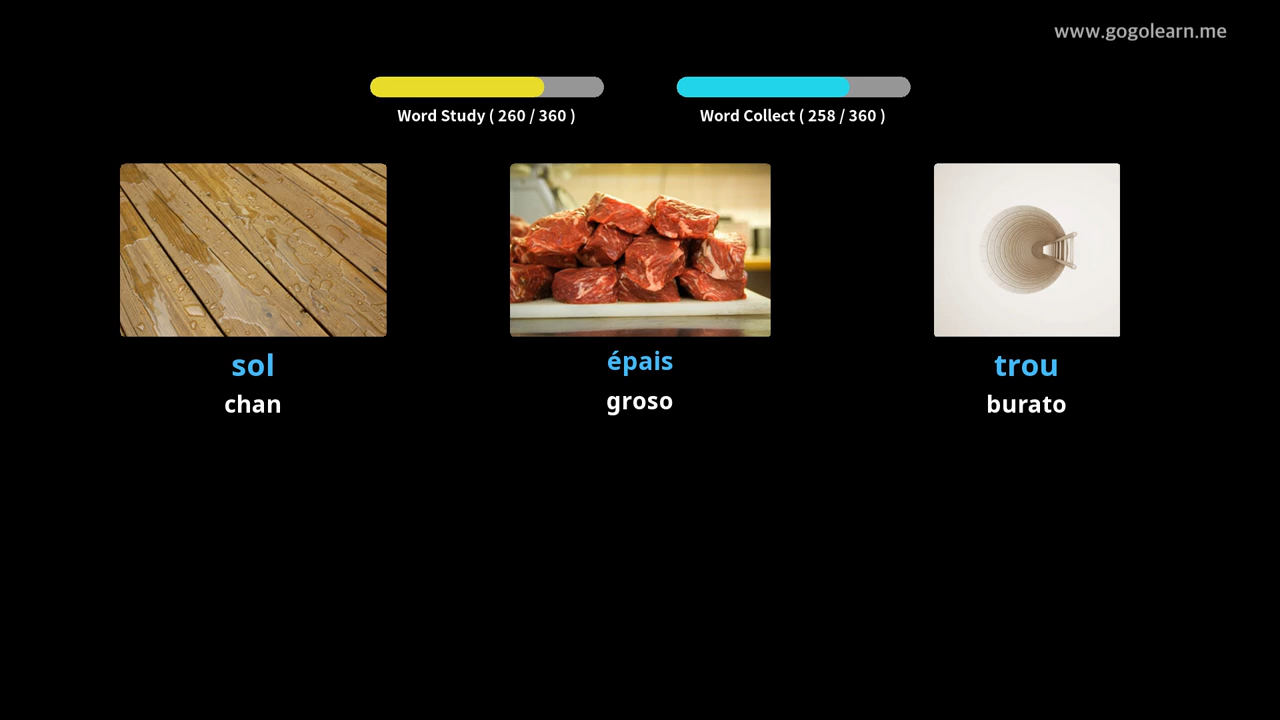 www.gogolearn.me
Word Study ( 260 / 360 )
Word Collect ( 258 / 360 )
sol
chan
épais
groso
trou
burato